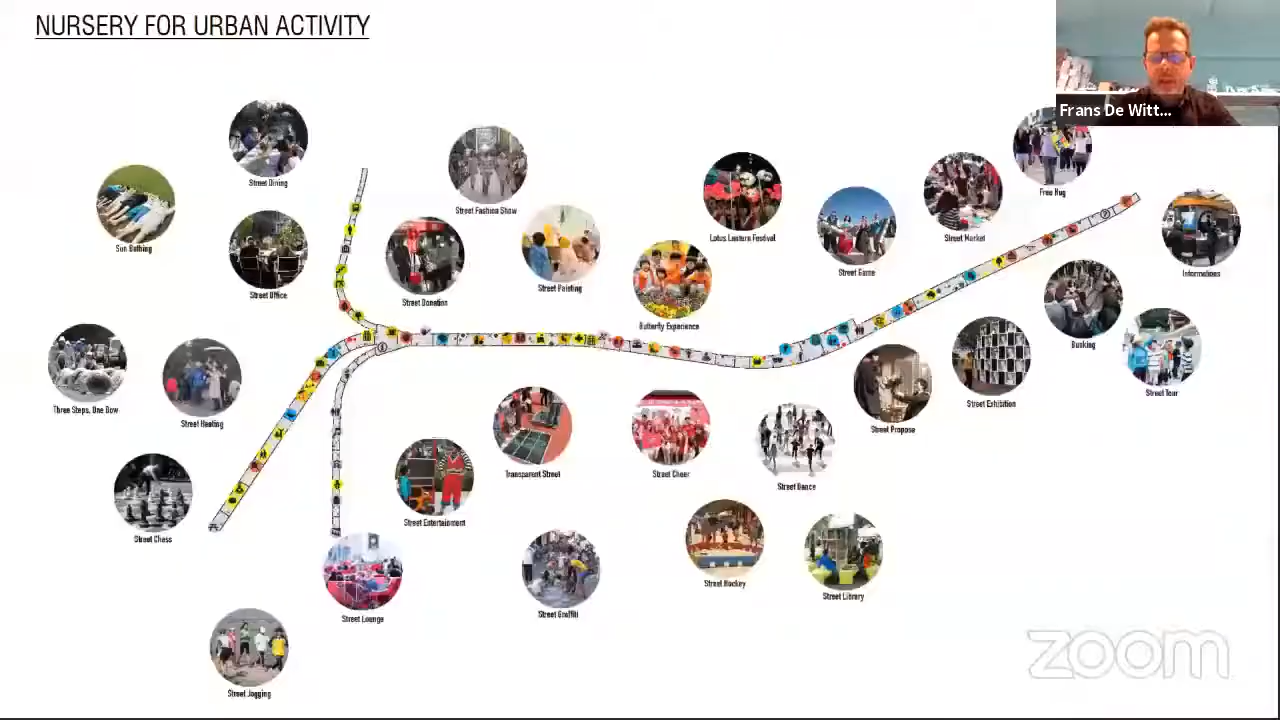 NURSERY FOR URBAN ACTIVITY
Frans De Witt...
Street Dining
Street Fashion Show
Free Hug
Sun Bathing
Lotus Lantern Festival
Street Market
Street Game
Informations
Street Office
Street Donation
Street Painting
Butterfly Experience
Busking
Street Tour
Three Steps, One Bow
Street Healing
Street Exhibition
Street Propose
Transparent Street
Street Cheer
Street Dance
Street Chess
Street Entertainment
Street Hockey
Street Library
Street Lounge
Street Graffiti
Street Jogging
zoom